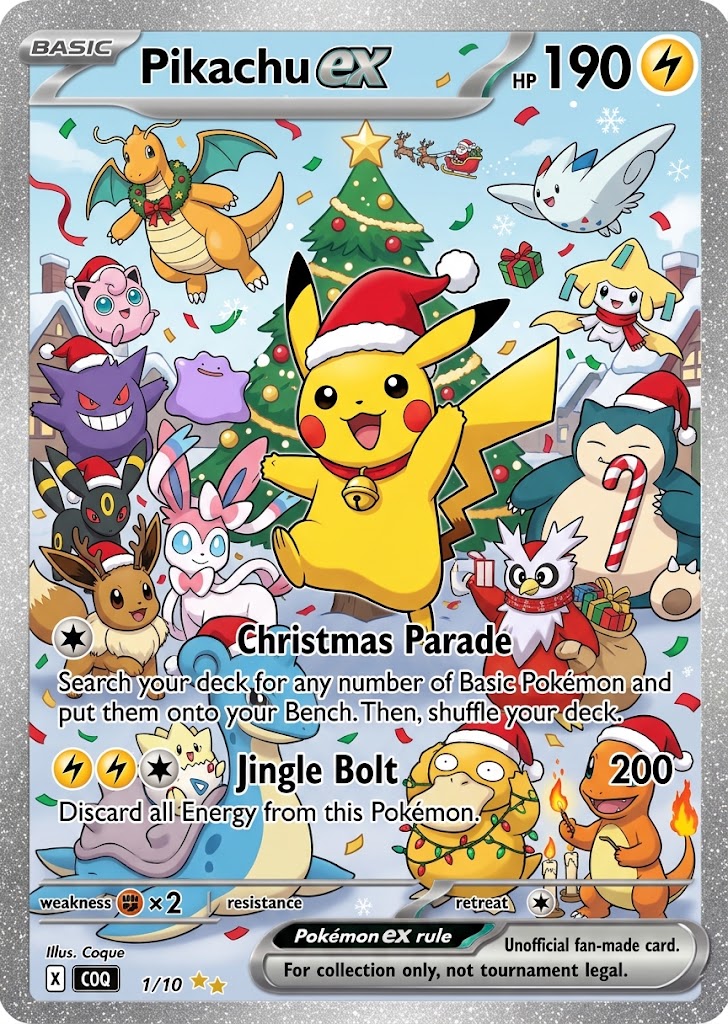 BASIC
Pikachu ex
HP 190
Christmas Parade
Search your deck for any number of Basic Pokémon and
put them onto your Bench. Then, shuffle your deck.
Jingle Bolt 200
Discard all Energy from this Pokémon.
weakness ×2 resistance retreat
Illus. Coque
Pokémon ex rule
Unofficial fan-made card.
For collection only, not tournament legal.
X COQ 1/10